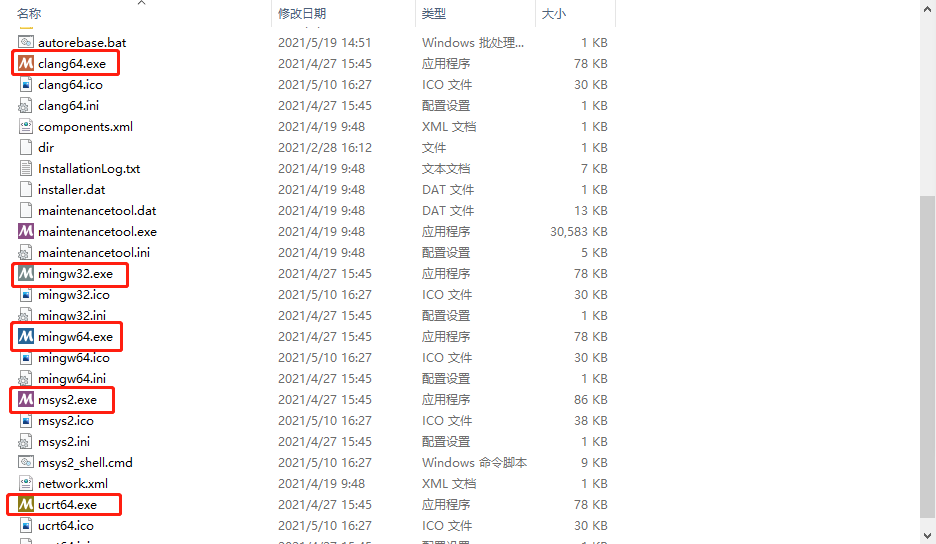 名称 修改日期 类型 大小
autorebase.bat 2021/5/19 14:51 Windows 批处理... 1 KB
clang64.exe 2021/4/27 15:45 应用程序 78 KB
clang64.ico 2021/5/10 16:27 ICO 文件 30 KB
clang64.ini 2021/4/27 15:45 配置设置 1 KB
components.xml 2021/4/19 9:48 XML 文档 1 KB
dir 2021/2/28 16:12 文件 1 KB
InstallationLog.txt 2021/4/19 9:48 文本文档 7 KB
installer.dat 2021/4/19 9:48 DAT 文件 1 KB
maintenancetool.dat 2021/4/19 9:48 DAT 文件 13 KB
maintenancetool.exe 2021/4/19 9:48 应用程序 30,583 KB
maintenancetool.ini 2021/4/19 9:48 配置设置 5 KB
mingw32.exe 2021/4/27 15:45 应用程序 78 KB
mingw32.ico 2021/5/10 16:27 ICO 文件 30 KB
mingw32.ini 2021/4/27 15:45 配置设置 1 KB
mingw64.exe 2021/4/27 15:45 应用程序 78 KB
mingw64.ico 2021/5/10 16:27 ICO 文件 30 KB
mingw64.ini 2021/4/27 15:45 配置设置 1 KB
msys2.exe 2021/4/27 15:45 应用程序 86 KB
msys2.ico 2021/5/10 16:27 ICO 文件 38 KB
msys2.ini 2021/4/27 15:45 配置设置 1 KB
msys2_shell.cmd 2021/5/10 16:27 Windows 命令脚本 9 KB
network.xml 2021/4/19 9:48 XML 文档 1 KB
ucrt64.exe 2021/4/27 15:45 应用程序 78 KB
ucrt64.ico 2021/5/10 16:27 ICO 文件 30 KB